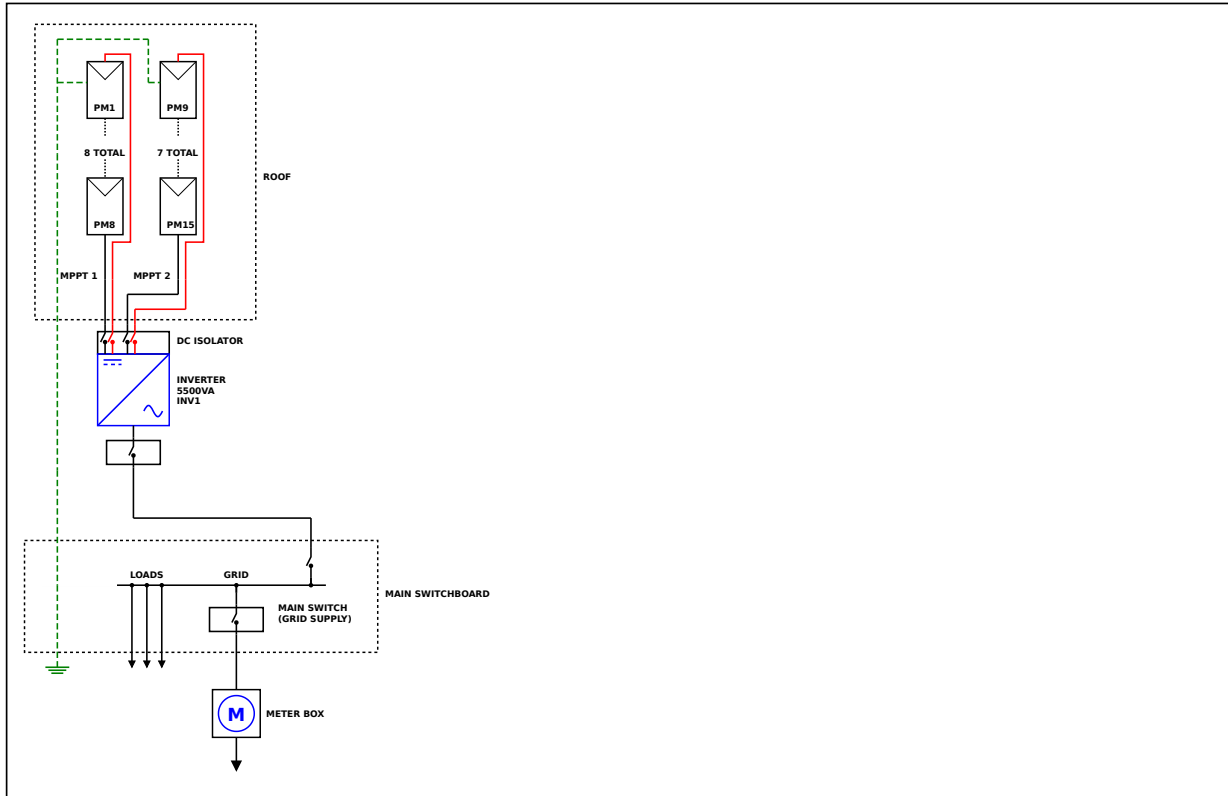 PM1
PM9
8 TOTAL
7 TOTAL
ROOF
PM8
PM15
MPPT 1
MPPT 2
DC ISOLATOR
INVERTER
5500VA
INV1
LOADS
GRID
MAIN SWITCHBOARD
MAIN SWITCH
(GRID SUPPLY)
M
METER BOX